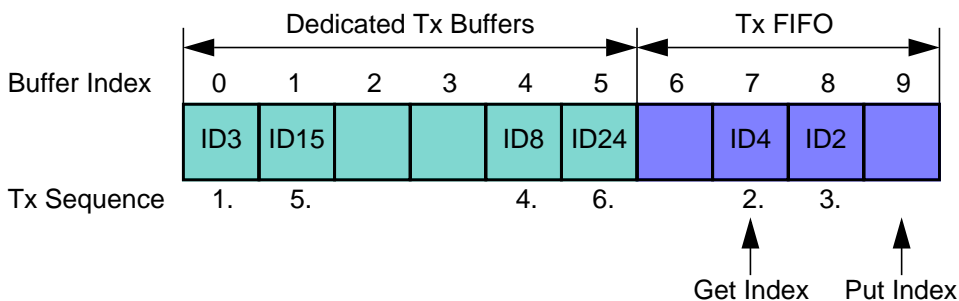 Dedicated Tx Buffers Tx FIFO
Buffer Index 0 1 2 3 4 5 6 7 8 9
ID3 ID15 ID8 ID24 ID4 ID2
Tx Sequence 1. 5. 4. 6. 2. 3.
Get Index Put Index